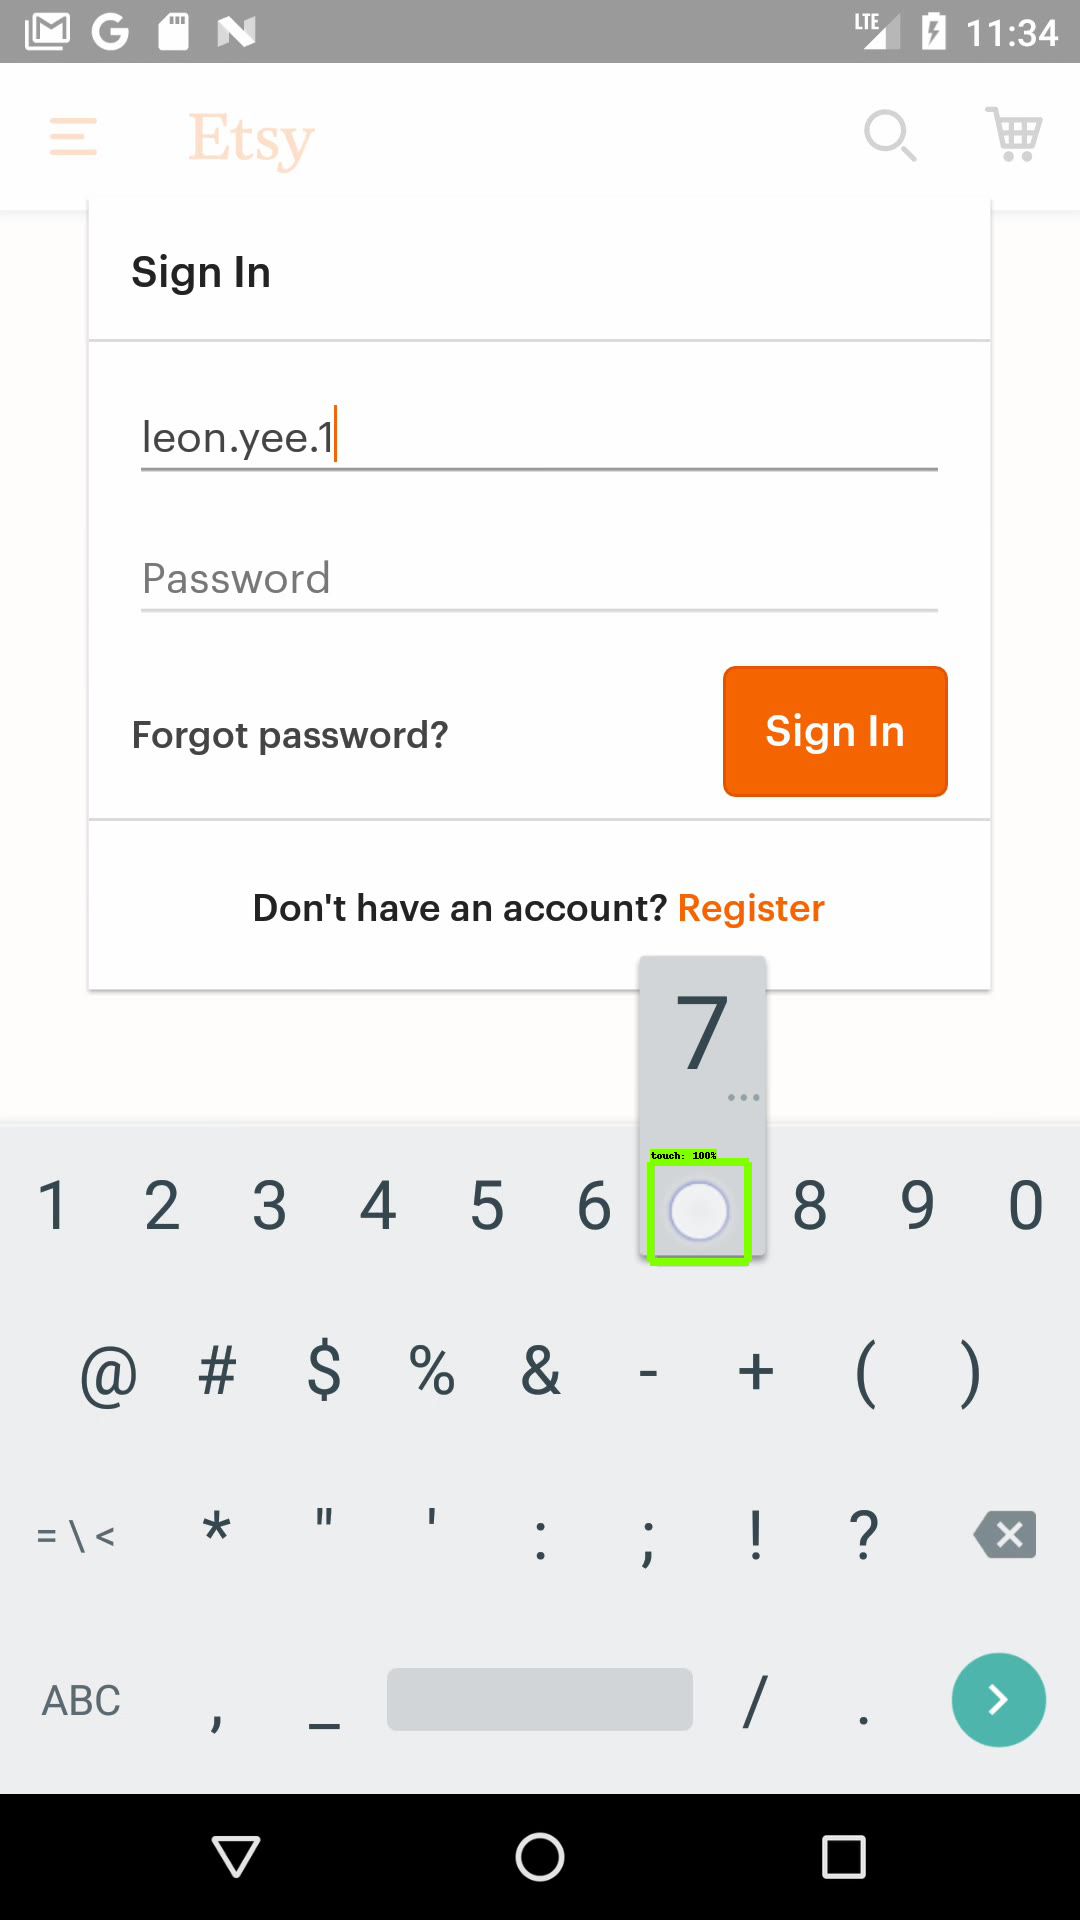 LTE 11:34
Etsy
Sign In
leon.yee.1
Password
Forgot password?
Sign In
Don't have an account? Register
7
...
touch: 100%
1 2 3 4 5 6 8 9 0
@ # $ % & - + ( )
= \ < * " ' : ; ! ?
ABC , _ / .